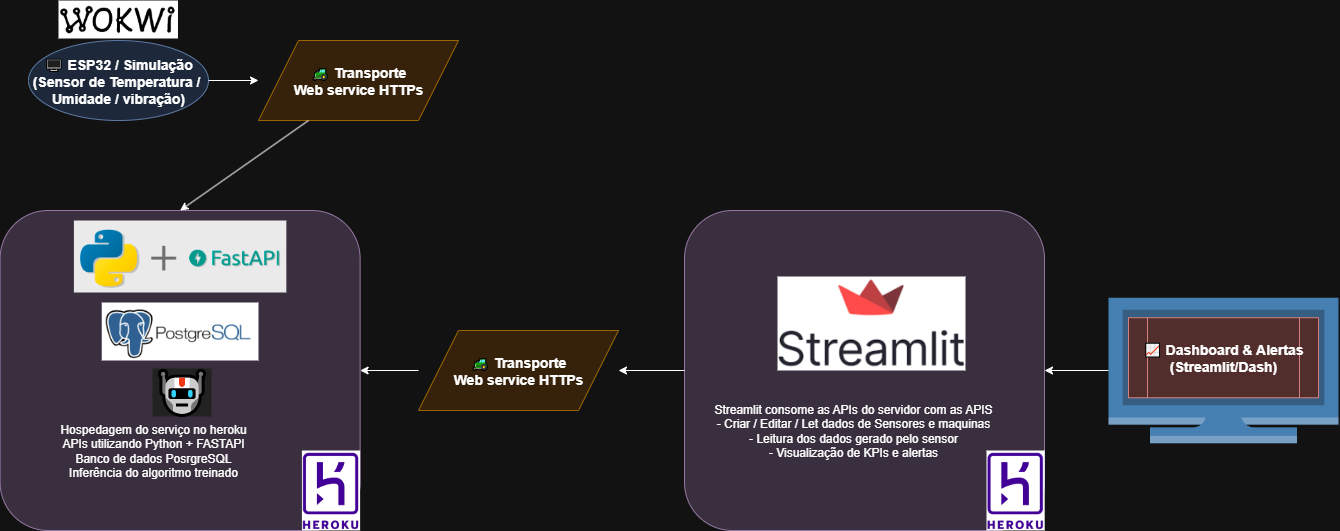 WOKWi
ESP32 / Simulação
(Sensor de Temperatura /
Umidade / vibração)
Transporte
Web service HTTPs
+ FastAPI
PostgreSQL
Hospedagem do serviço no heroku
APIs utilizando Python + FASTAPI
Banco de dados PosrgreSQL
Inferência do algoritmo treinado
HEROKU
Transporte
Web service HTTPs
Streamlit
Streamlit consome as APIs do servidor com as APIS
- Criar / Editar / Let dados de Sensores e maquinas
- Leitura dos dados gerado pelo sensor
- Visualização de KPIs e alertas
HEROKU
Dashboard & Alertas
(Streamlit/Dash)